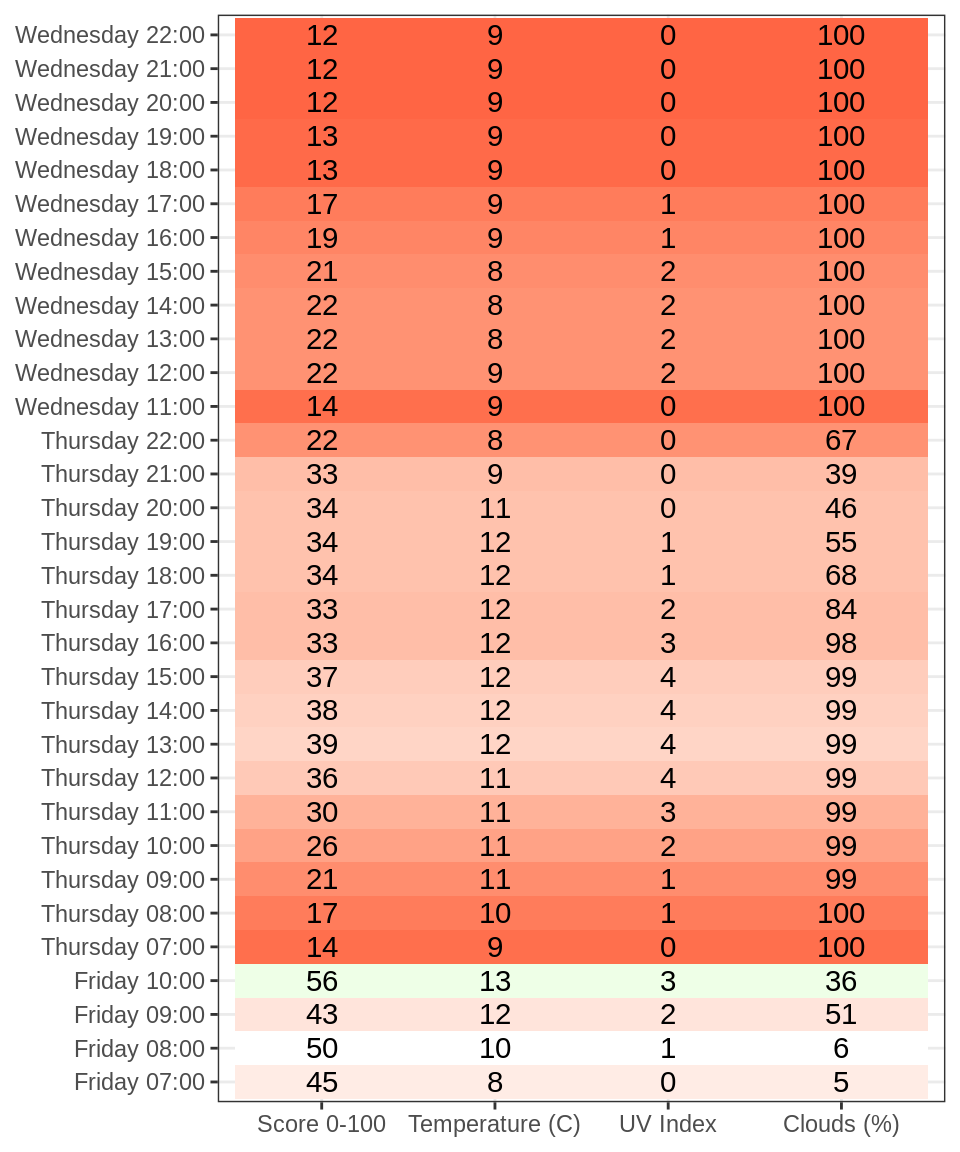 Wednesday 22:00 12 9 0 100
Wednesday 21:00 12 9 0 100
Wednesday 20:00 12 9 0 100
Wednesday 19:00 13 9 0 100
Wednesday 18:00 13 9 0 100
Wednesday 17:00 17 9 1 100
Wednesday 16:00 19 9 1 100
Wednesday 15:00 21 8 2 100
Wednesday 14:00 22 8 2 100
Wednesday 13:00 22 8 2 100
Wednesday 12:00 22 9 2 100
Wednesday 11:00 14 9 0 100
Thursday 22:00 22 8 0 67
Thursday 21:00 33 9 0 39
Thursday 20:00 34 11 0 46
Thursday 19:00 34 12 1 55
Thursday 18:00 34 12 1 68
Thursday 17:00 33 12 2 84
Thursday 16:00 33 12 3 98
Thursday 15:00 37 12 4 99
Thursday 14:00 38 12 4 99
Thursday 13:00 39 12 4 99
Thursday 12:00 36 11 4 99
Thursday 11:00 30 11 3 99
Thursday 10:00 26 11 2 99
Thursday 09:00 21 11 1 99
Thursday 08:00 17 10 1 100
Thursday 07:00 14 9 0 100
Friday 10:00 56 13 3 36
Friday 09:00 43 12 2 51
Friday 08:00 50 10 1 6
Friday 07:00 45 8 0 5
Score 0-100 Temperature (C) UV Index Clouds (%)